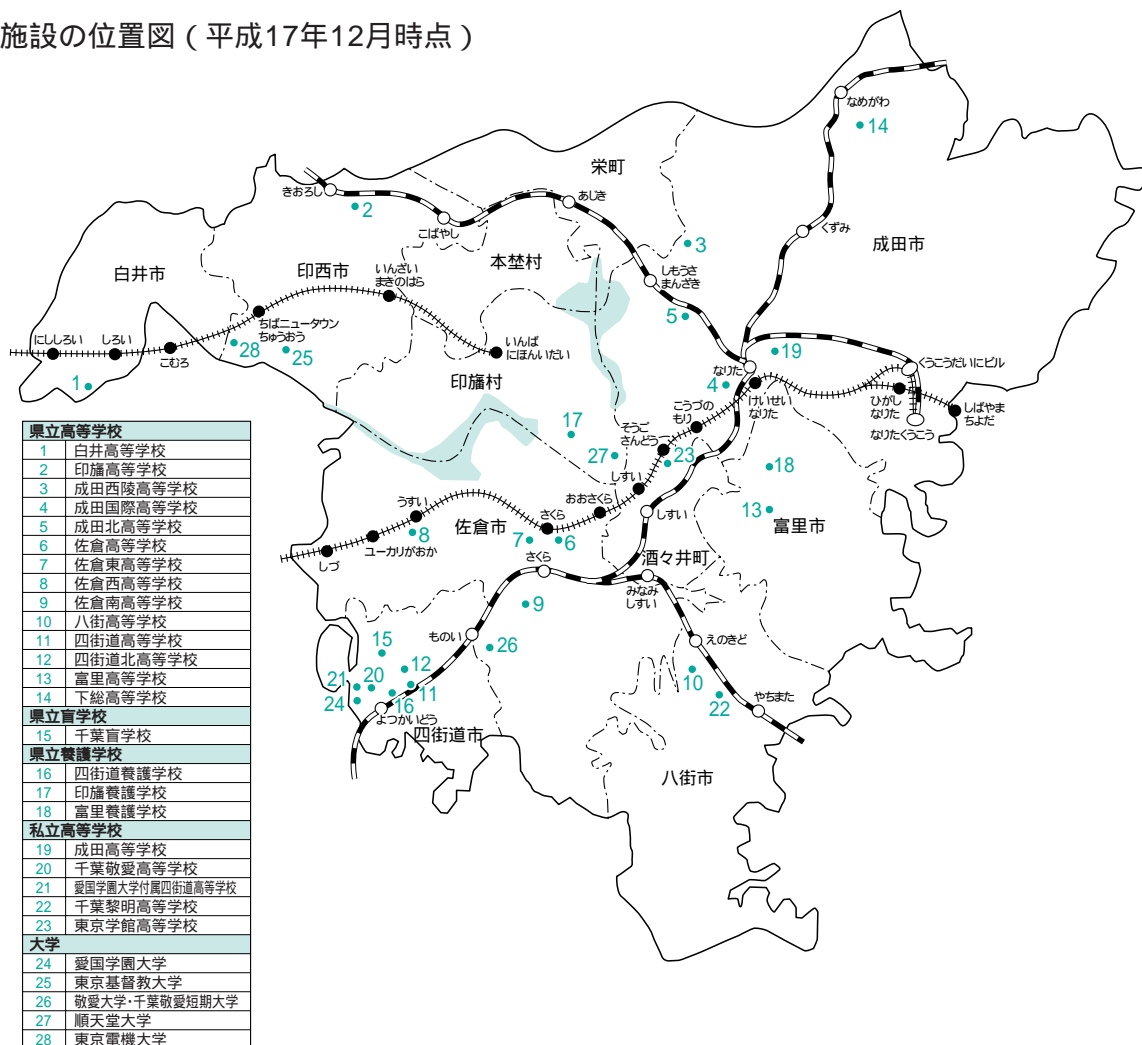 施設の位置図(平成17年12月時点)
なめがわ
14
栄町
きおろし
2
あじき
こばやし
3
くずみ
成田市
本埜村
白井市
印西市
いんざい
まきのはら
しもうさ
まんざき
5
ちばニュータウン
ちゅうおう
にししろい
しろい
こむろ
28
25
いんば
にほんいだい
19
なりた
くうこうだいにビル
1
印旛村
4
けいせい
なりた
ひがし
なりた
しばやま
ちよだ
なりたくうこう
こうづの
もり
17
そうご
さんどう
27
23
18
しすい
うすい
おおさくら
13
富里市
8
佐倉市
さくら
しすい
7
6
ユーカリがおか
しづ
さくら
酒々井町
みなみ
しすい
9
ものい
えのきど
15
26
12
10
21
20
11
24
16
22
やちまた
よつかいどう
四街道市
八街市
県立高等学校
1 白井高等学校
2 印旛高等学校
3 成田西陵高等学校
4 成田国際高等学校
5 成田北高等学校
6 佐倉高等学校
7 佐倉東高等学校
8 佐倉西高等学校
9 佐倉南高等学校
10 八街高等学校
11 四街道高等学校
12 四街道北高等学校
13 富里高等学校
14 下総高等学校
県立盲学校
15 千葉盲学校
県立養護学校
16 四街道養護学校
17 印旛養護学校
18 富里養護学校
私立高等学校
19 成田高等学校
20 千葉敬愛高等学校
21 愛国学園大学付属四街道高等学校
22 千葉黎明高等学校
23 東京学館高等学校
大学
24 愛国学園大学
25 東京基督教大学
26 敬愛大学・千葉敬愛短期大学
27 順天堂大学
28 東京電機大学